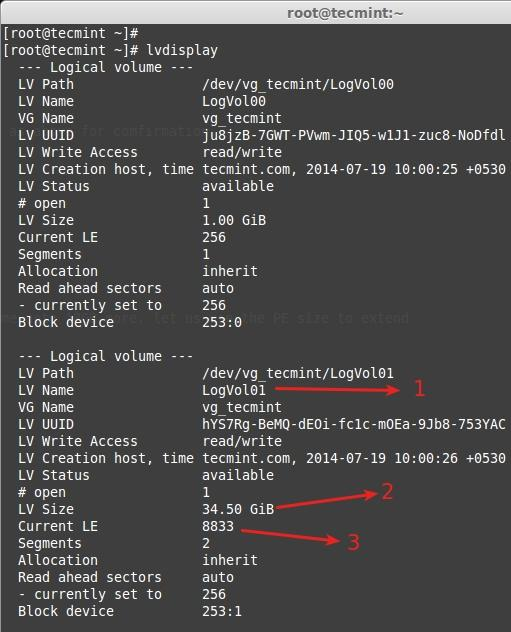 root@tecmint:~
[root@tecmint ~]#
[root@tecmint ~]# lvdisplay
--- Logical volume ---
LV Path /dev/vg_tecmint/LogVol00
LV Name LogVol00
VG Name vg_tecmint
LV UUID ju8jzB-7GWT-PVwm-JIQ5-w1J1-zuc8-NoDfdl
LV Write Access read/write
LV Creation host, time tecmint.com, 2014-07-19 10:00:25 +0530
LV Status available
# open 1
LV Size 1.00 GiB
Current LE 256
Segments 1
Allocation inherit
Read ahead sectors auto
- currently set to 256
Block device 253:0
--- Logical volume ---
LV Path /dev/vg_tecmint/LogVol01
LV Name LogVol01 1
VG Name vg_tecmint
LV UUID hYS7Rg-BeMQ-dEOi-fc1c-mOEa-9Jb8-753YAC
LV Write Access read/write
LV Creation host, time tecmint.com, 2014-07-19 10:00:26 +0530
LV Status available
# open 1 2
LV Size 34.50 GiB
Current LE 8833
Segments 2 3
Allocation inherit
Read ahead sectors auto
- currently set to 256
Block device 253:1